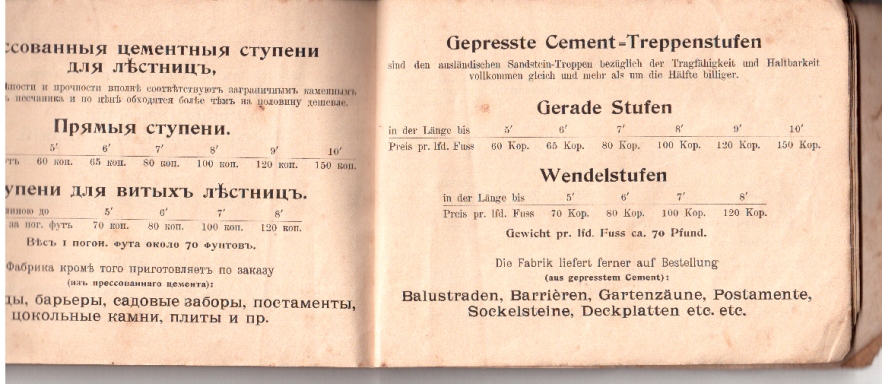 ссованныя цементныя ступени
для лѣстницъ,
и прочности вполнѣ соотвѣтствуютъ заграничнымъ каменнымъ
песчаника и по цѣнѣ обходятся болѣе чѣмъ на половину дешевле.
Прямыя ступени.
5′ 6′ 7′ 8′ 9′ 10′
60 коп. 65 коп. 80 коп. 100 коп. 120 коп. 150 коп.
упени для витыхъ лѣстницъ.
до 5′ 6′ 7′ 8′
за пог. футъ 70 коп. 80 коп. 100 коп. 120 коп.
Вѣсъ 1 погон. фута около 70 фунтовъ.
Фабрика кромѣ того приготовляетъ по заказу
(изъ прессованнаго цемента):
ды, барьеры, садовые заборы, постаменты,
цокольные камни, плиты и пр.
Gepresste Cement-Treppenstufen
sind den ausländischen Sandstein-Treppen bezüglich der Tragfähigkeit und Haltbarkeit
vollkommen gleich und mehr als um die Hälfte billiger.
Gerade Stufen
in der Länge bis 5′ 6′ 7′ 8′ 9′ 10′
Preis pr. lfd. Fuss 60 Kop. 65 Kop. 80 Kop. 100 Kop. 120 Kop. 150 Kop.
Wendelstufen
in der Länge bis 5′ 6′ 7′ 8′
Preis pr. lfd. Fuss 70 Kop. 80 Kop. 100 Kop. 120 Kop.
Gewicht pr. lfd. Fuss ca. 70 Pfund.
Die Fabrik liefert ferner auf Bestellung
(aus gepresstem Cement):
Balustraden, Barrièren, Gartenzäune, Postamente,
Sockelsteine, Deckplatten etc. etc.